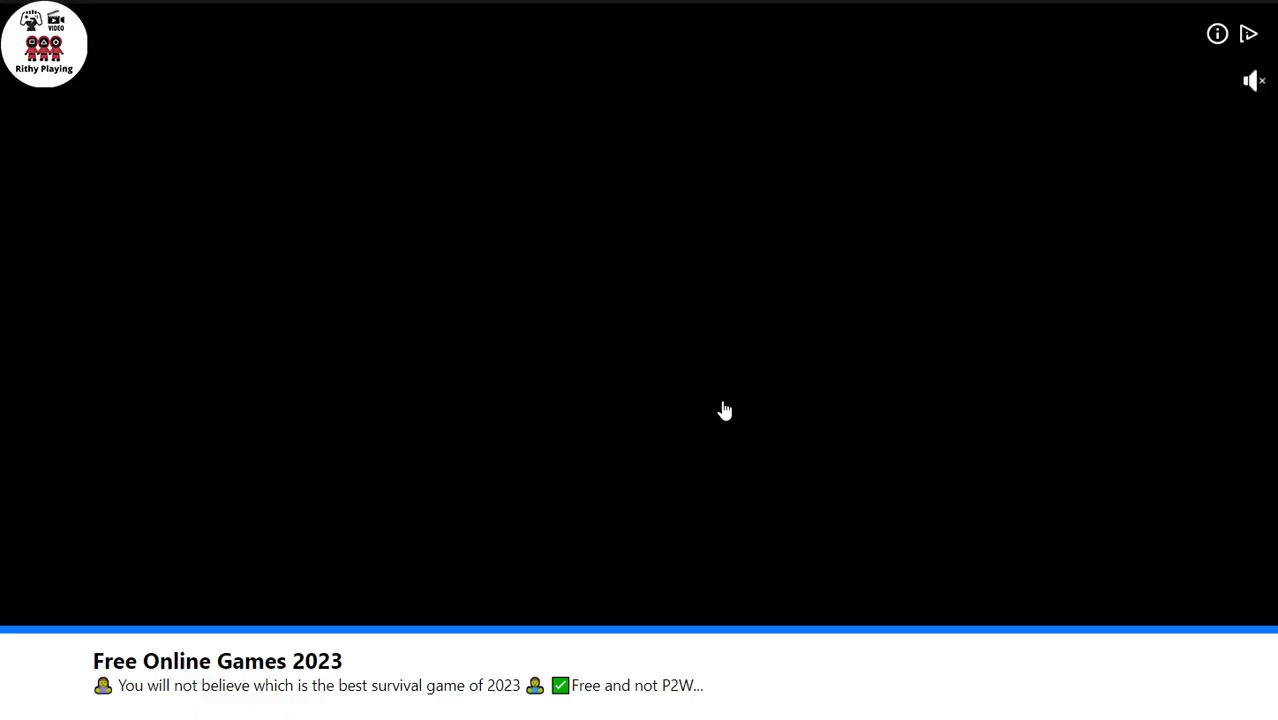 VIDEO
Rithy Playing
Free Online Games 2023
🧟‍♀️ You will not believe which is the best survival game of 2023 🧟‍♂️ ✅Free and not P2W...